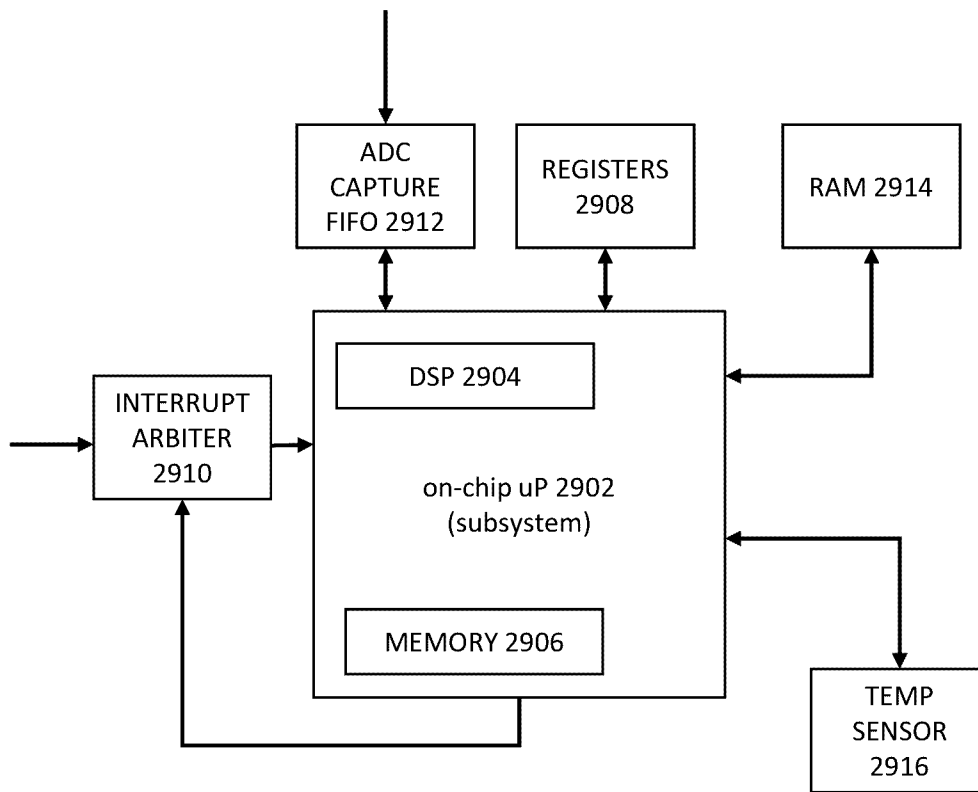 ADC
CAPTURE
FIFO 2912
REGISTERS
2908
RAM 2914
DSP 2904
INTERRUPT
ARBITER
2910
on-chip uP 2902
(subsystem)
MEMORY 2906
TEMP
SENSOR
2916